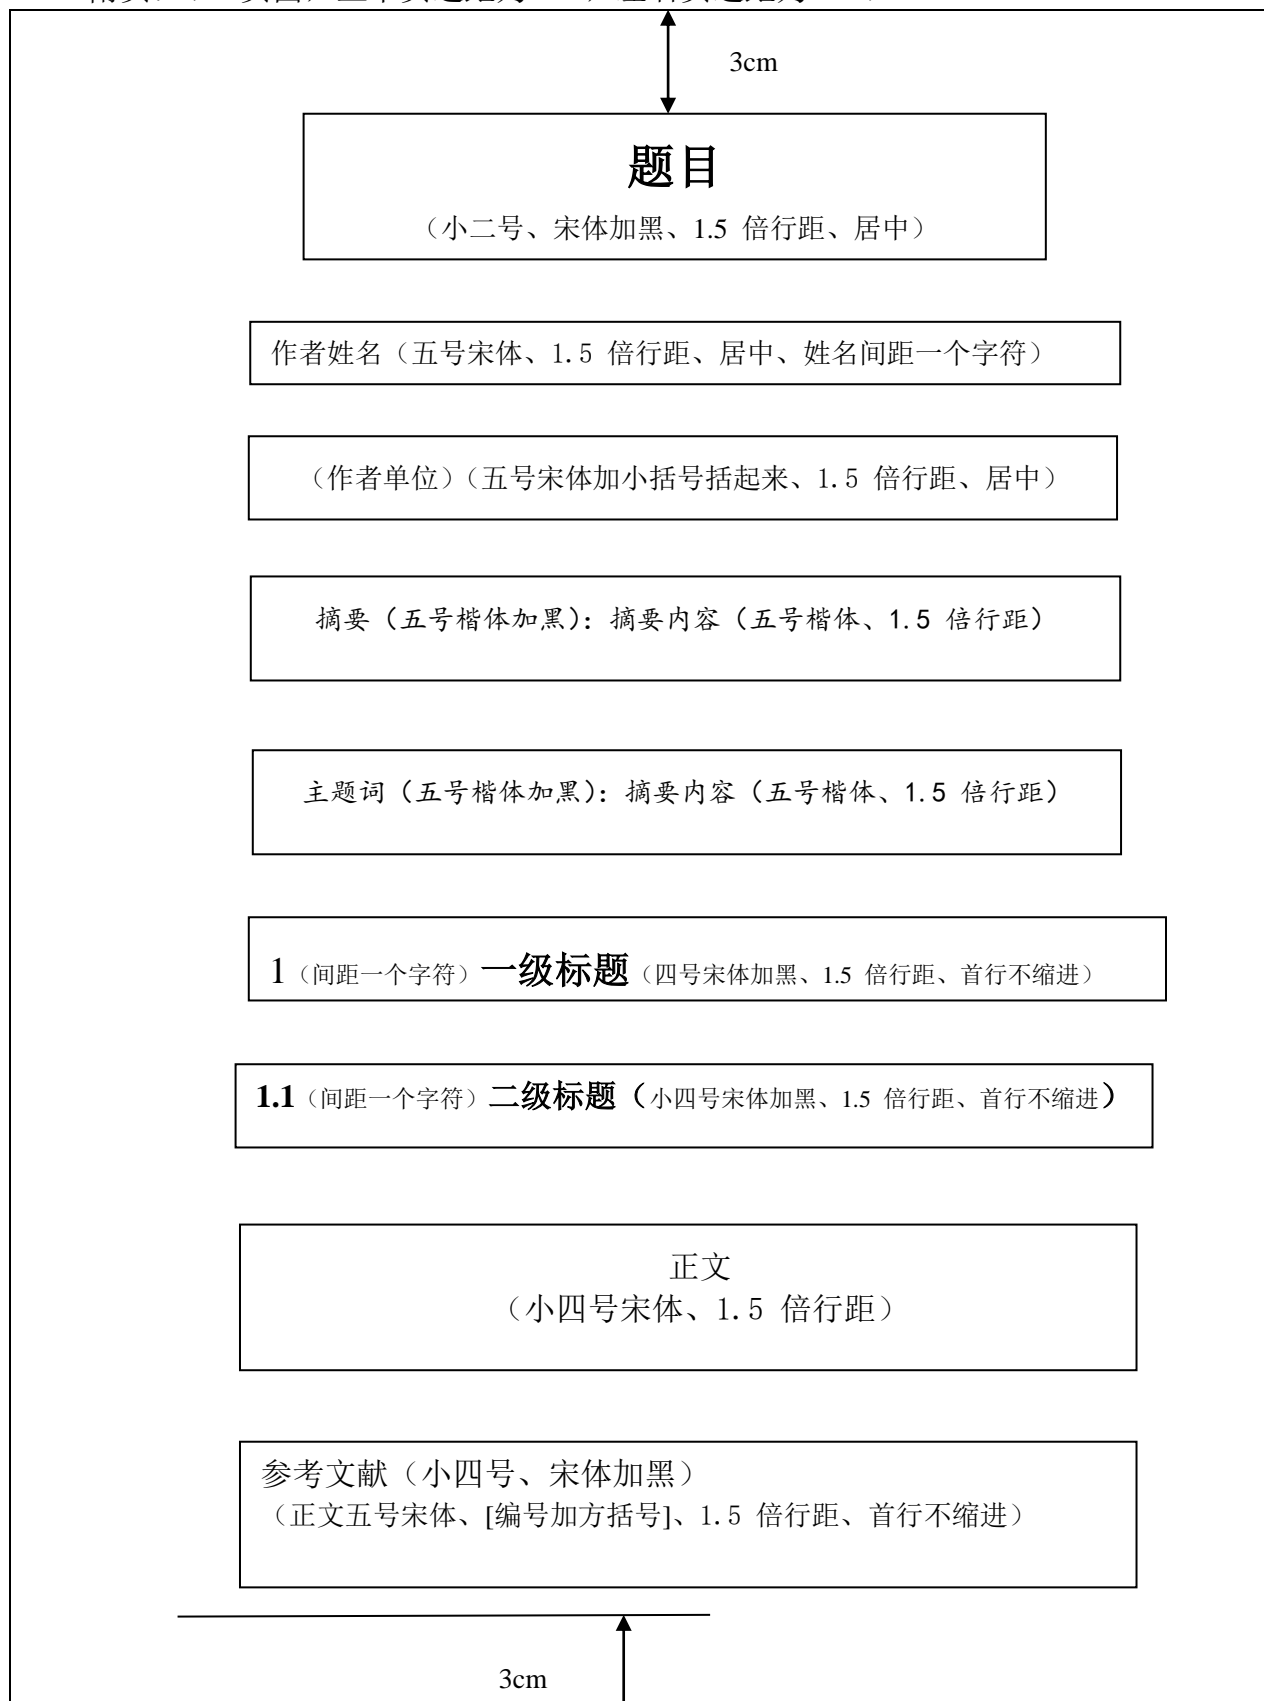 3cm
题目
（小二号、宋体加黑、1.5 倍行距、居中）
作者姓名（五号宋体、1.5 倍行距、居中、姓名间距一个字符）
（作者单位）（五号宋体加小括号括起来、1.5 倍行距、居中）
摘要（五号楷体加黑）：摘要内容（五号楷体、1.5 倍行距）
主题词（五号楷体加黑）：摘要内容（五号楷体、1.5 倍行距）
1（间距一个字符）一级标题（四号宋体加黑、1.5 倍行距、首行不缩进）
1.1（间距一个字符）二级标题（小四号宋体加黑、1.5 倍行距、首行不缩进）
正文
（小四号宋体、1.5 倍行距）
参考文献（小四号、宋体加黑）
（正文五号宋体、[编号加方括号]、1.5 倍行距、首行不缩进）
3cm